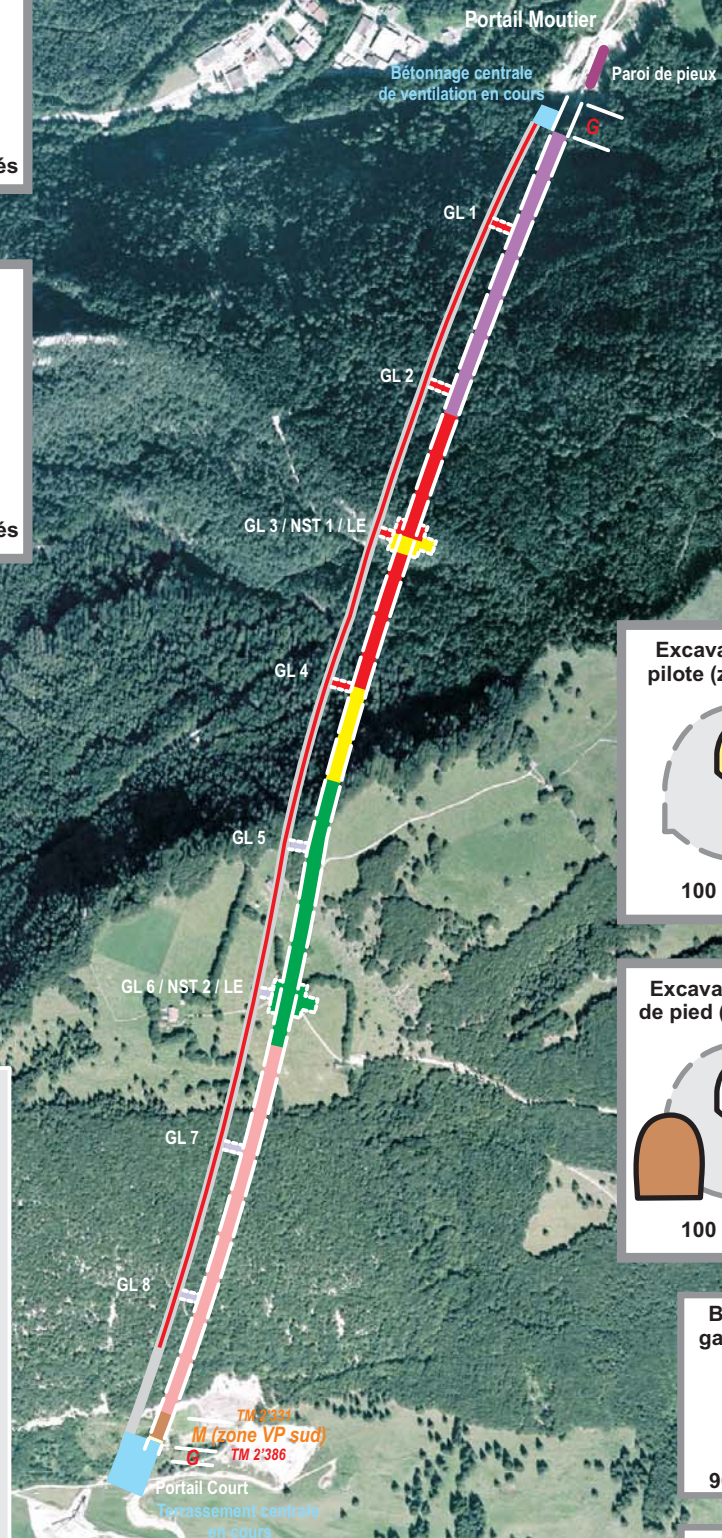 Portail Moutier
Bétonnage centrale
de ventilation en cours
Paroi de pieux
G
és
GL 1
GL 2
és
GL 3 / NST 1 / LE
GL 4
Excava
pilote (z
100
GL 5
GL 6 / NST 2 / LE
Excava
de pied (
100
GL 7
GL 8
B
ga
9
TM 2'331
M (zone VP sud)
G
TM 2'386
Portail Court
Terrassement centrale
en cours